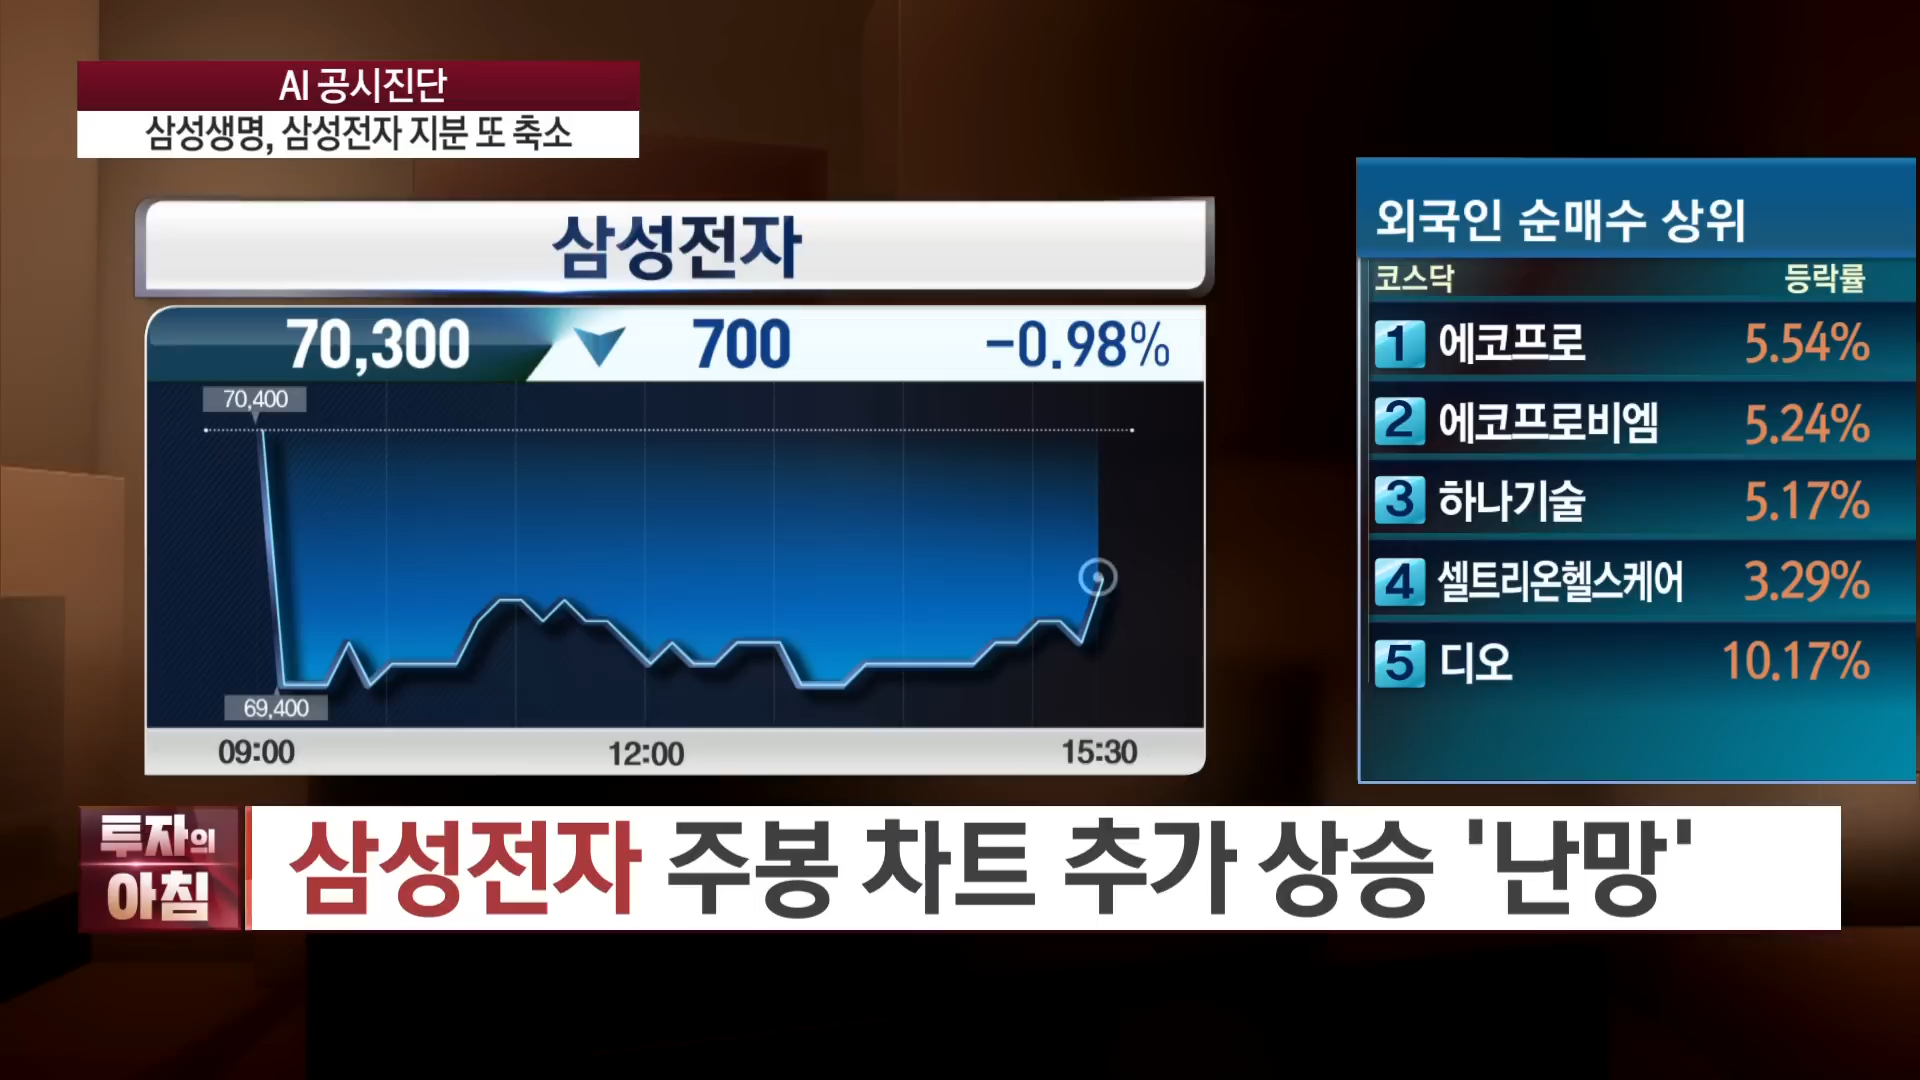 AI 공시진단
삼성생명, 삼성전자 지분 또 축소
삼성전자
70,300 ▼ 700 -0.98%
70,400
69,400
09:00 12:00 15:30
외국인 순매수 상위
코스닥 등락률
1 에코프로 5.54%
2 에코프로비엠 5.24%
3 하나기술 5.17%
4 셀트리온헬스케어 3.29%
5 디오 10.17%
투자의
아침
삼성전자 주봉 차트 추가 상승 '난망'